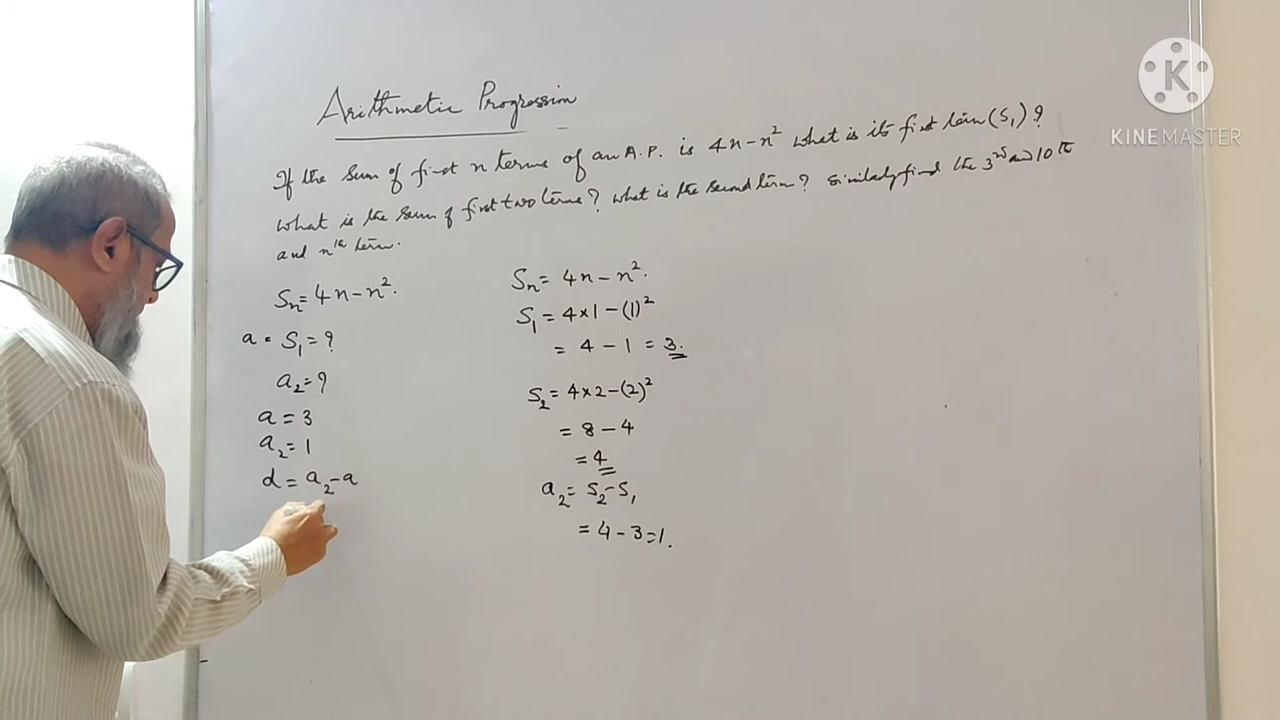 Arithmetic Progression
If the Sum of first n terms of an A.P. is 4n-n² what is its first term (S₁)?
What is the sum of first two terms? what is the second term? Similarly find the 3rd and 10th
and nth term.
Sₙ = 4n-n².
a = S₁ = ?
a₂ = ?
a = 3
a₂ = 1
d = a₂-a
Sₙ = 4n-n².
S₁ = 4×1-(1)²
= 4-1 = 3.
S₂ = 4×2-(2)²
= 8-4
= 4
a₂ = S₂-S₁
= 4-3=1.
KINEMASTER